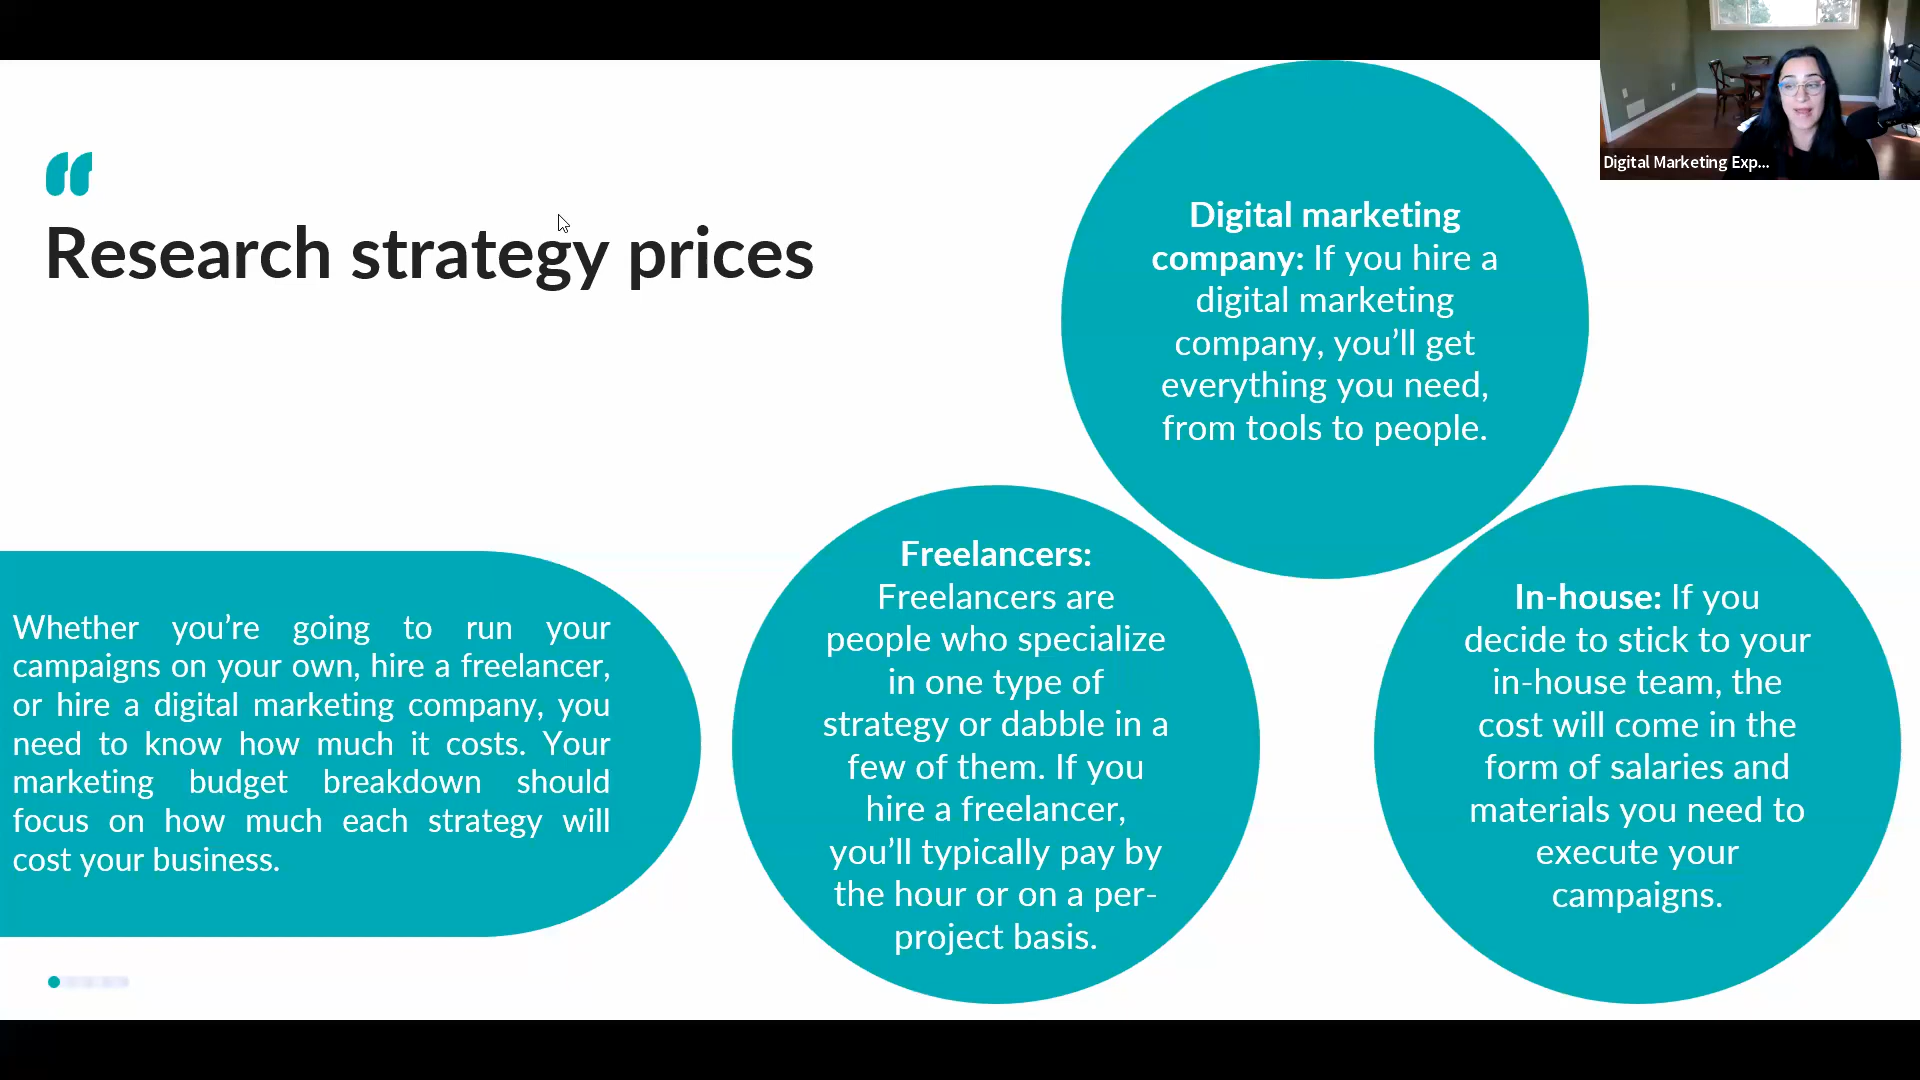 Digital Marketing Exp...
“
Research strategy prices
Digital marketing
company: If you hire a
digital marketing
company, you’ll get
everything you need,
from tools to people.
Whether you’re going to run your
campaigns on your own, hire a freelancer,
or hire a digital marketing company, you
need to know how much it costs. Your
marketing budget breakdown should
focus on how much each strategy will
cost your business.
Freelancers:
Freelancers are
people who specialize
in one type of
strategy or dabble in a
few of them. If you
hire a freelancer,
you’ll typically pay by
the hour or on a per-
project basis.
In-house: If you
decide to stick to your
in-house team, the
cost will come in the
form of salaries and
materials you need to
execute your
campaigns.